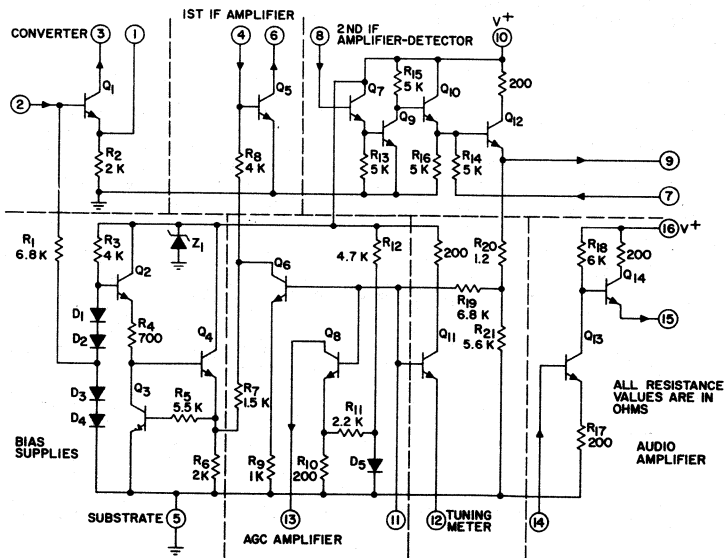 1ST IF AMPLIFIER
CONVERTER 3 1 4 6 8 2ND IF AMPLIFIER-DETECTOR V+ 10
Q1 Q5 Q7 R15 5 K Q10 200
2 Q9 Q12
R2 2 K R8 4 K R13 5 K R16 5 K R14 5 K
9
7
R1 6.8 K R3 4 K Q2 Z1 R12 4.7 K 200 R20 1.2 R18 6 K 200 16 V+
Q6 Q14
D1 R4 700 Q4 Q8 R19 6.8 K Q11 R21 5.6 K Q13 15
D2
D3 Q3 R5 5.5 K R7 1.5 K R11 2.2 K ALL RESISTANCE VALUES ARE IN OHMS
D4
BIAS SUPPLIES R6 2K R9 1K R10 200 D5 R17 200 AUDIO AMPLIFIER
SUBSTRATE 5 13 11 12 TUNING METER 14
AGC AMPLIFIER